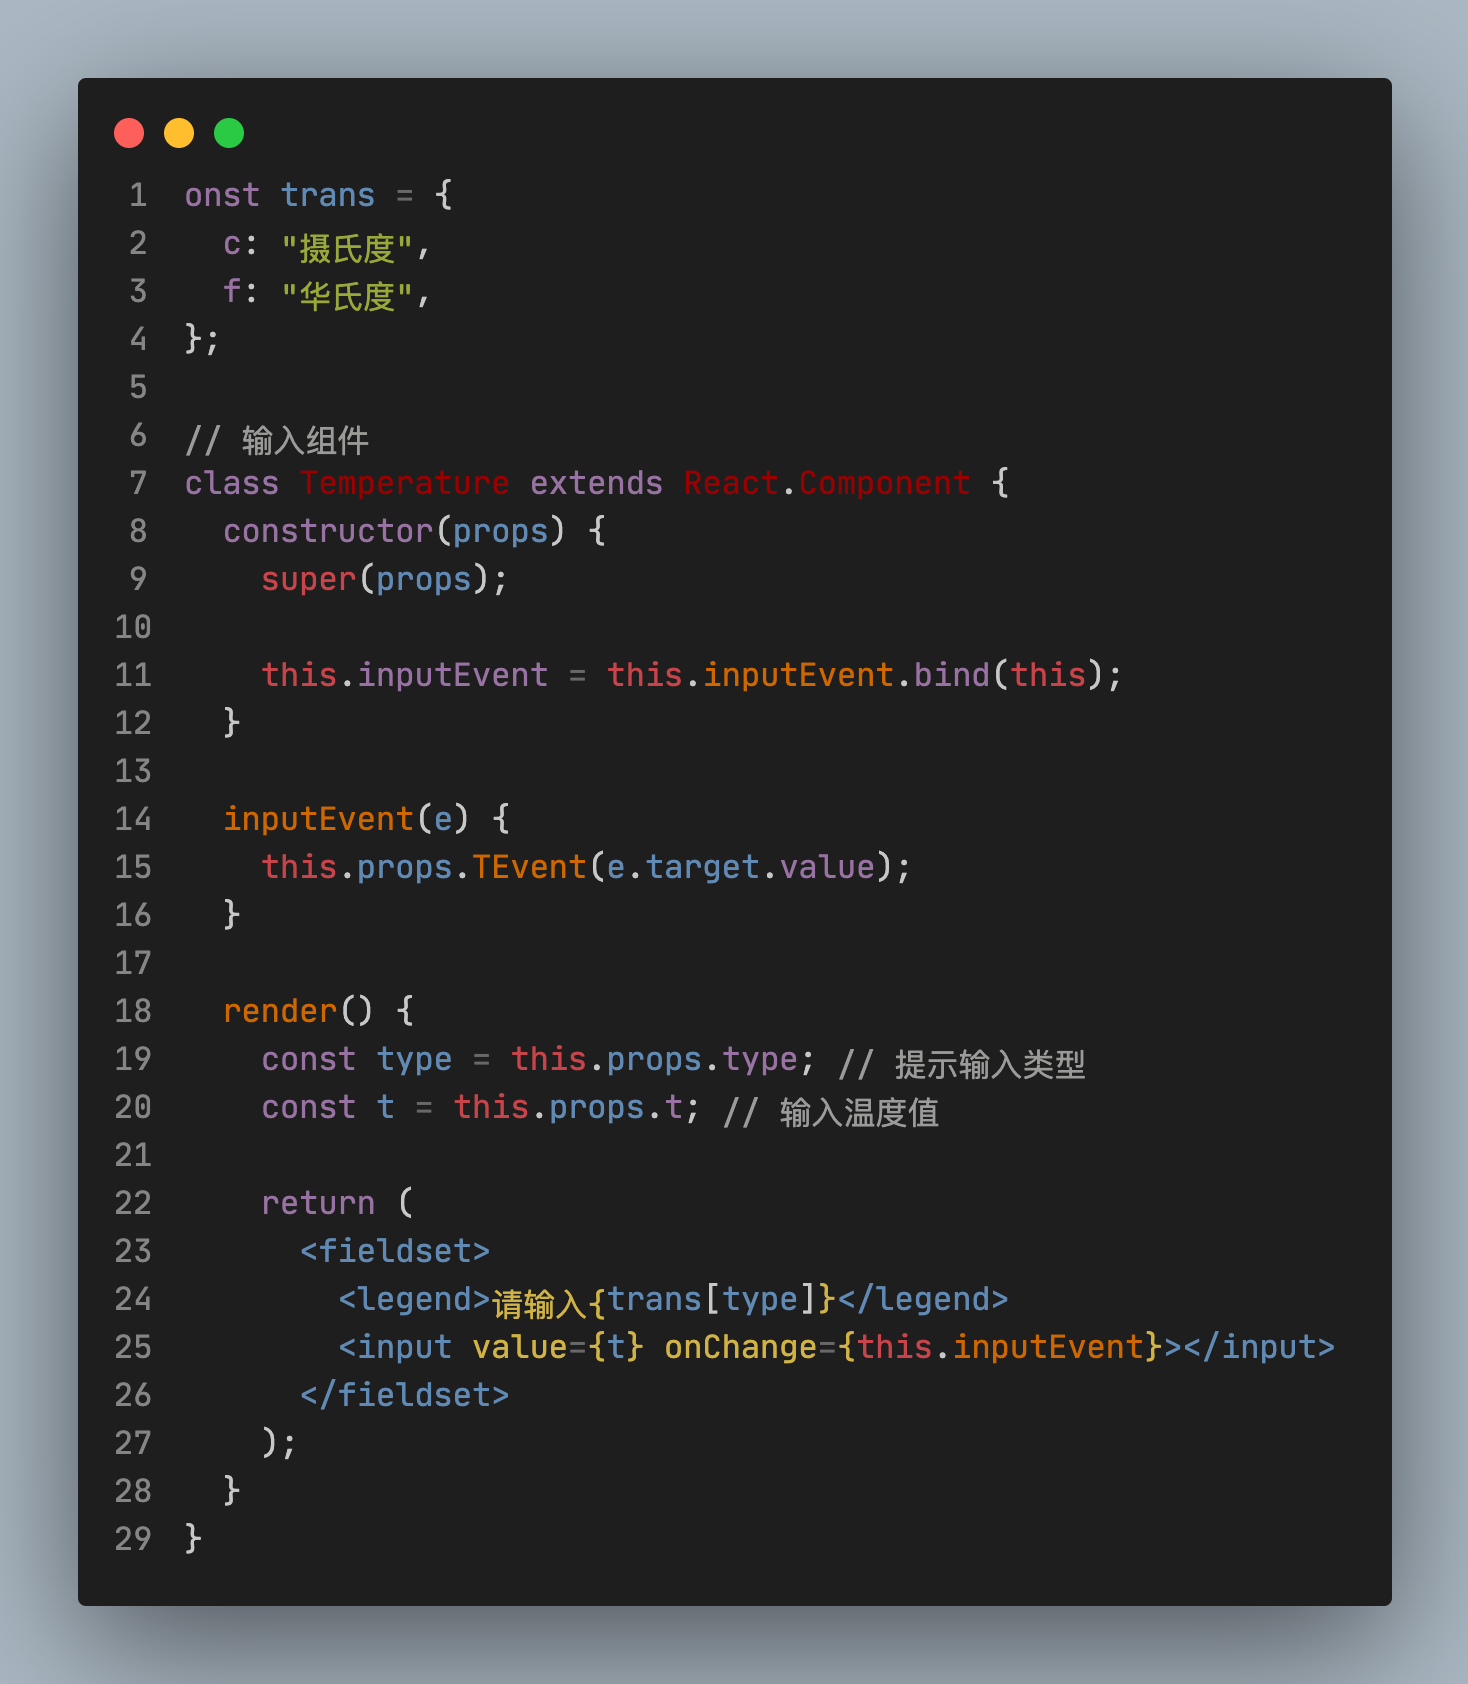 1 onst trans = {
2   c: "摄氏度",
3   f: "华氏度",
4 };
5
6 // 输入组件
7 class Temperature extends React.Component {
8   constructor(props) {
9     super(props);
10
11     this.inputEvent = this.inputEvent.bind(this);
12   }
13
14   inputEvent(e) {
15     this.props.TEvent(e.target.value);
16   }
17
18   render() {
19     const type = this.props.type; // 提示输入类型
20     const t = this.props.t; // 输入温度值
21
22     return (
23       <fieldset>
24         <legend>请输入{trans[type]}</legend>
25         <input value={t} onChange={this.inputEvent}></input>
26       </fieldset>
27     );
28   }
29 }